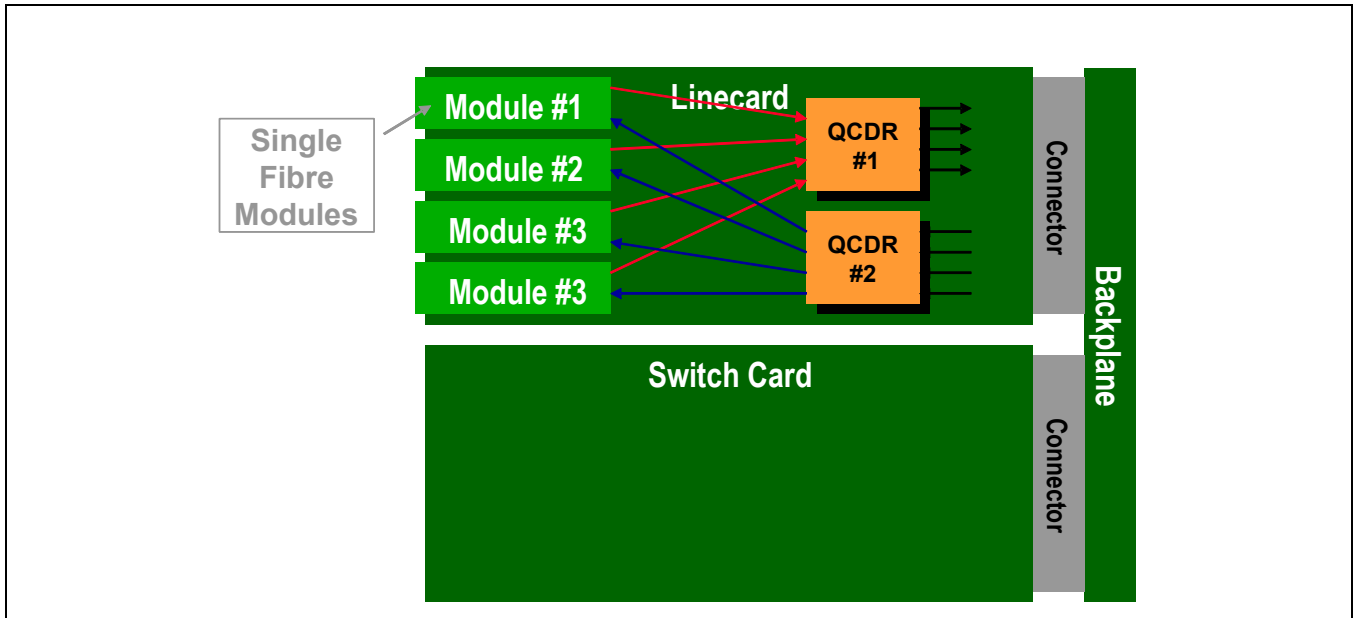 Linecard
Module #1
Module #2
Module #3
Module #3
Single
Fibre
Modules
QCDR
#1
QCDR
#2
Connector
Backplane
Switch Card
Connector